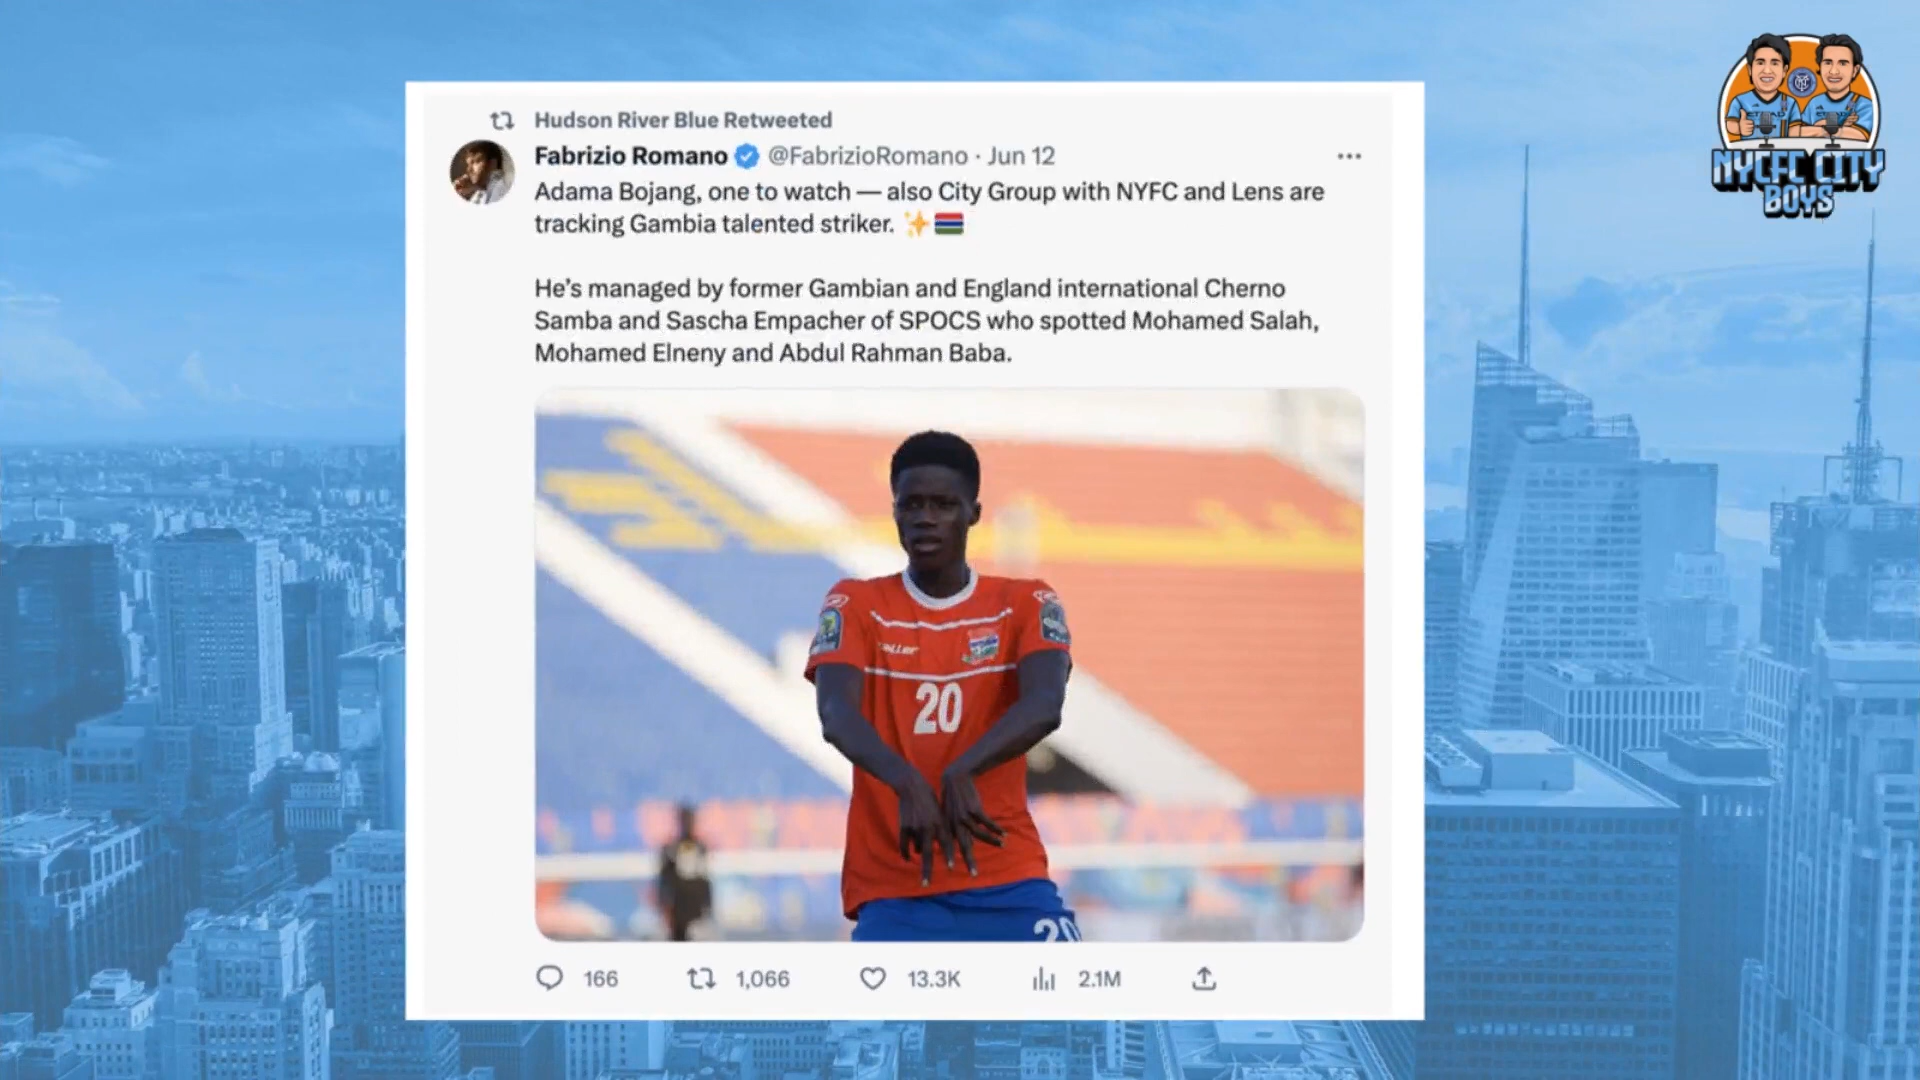 Hudson River Blue Retweeted
Fabrizio Romano @FabrizioRomano · Jun 12
Adama Bojang, one to watch — also City Group with NYFC and Lens are
tracking Gambia talented striker. ✨🇬🇲
He's managed by former Gambian and England international Cherno
Samba and Sascha Empacher of SPOCS who spotted Mohamed Salah,
Mohamed Elneny and Abdul Rahman Baba.
20
20
166 1,066 13.3K 2.1M
NYCFC CITY
BOYS